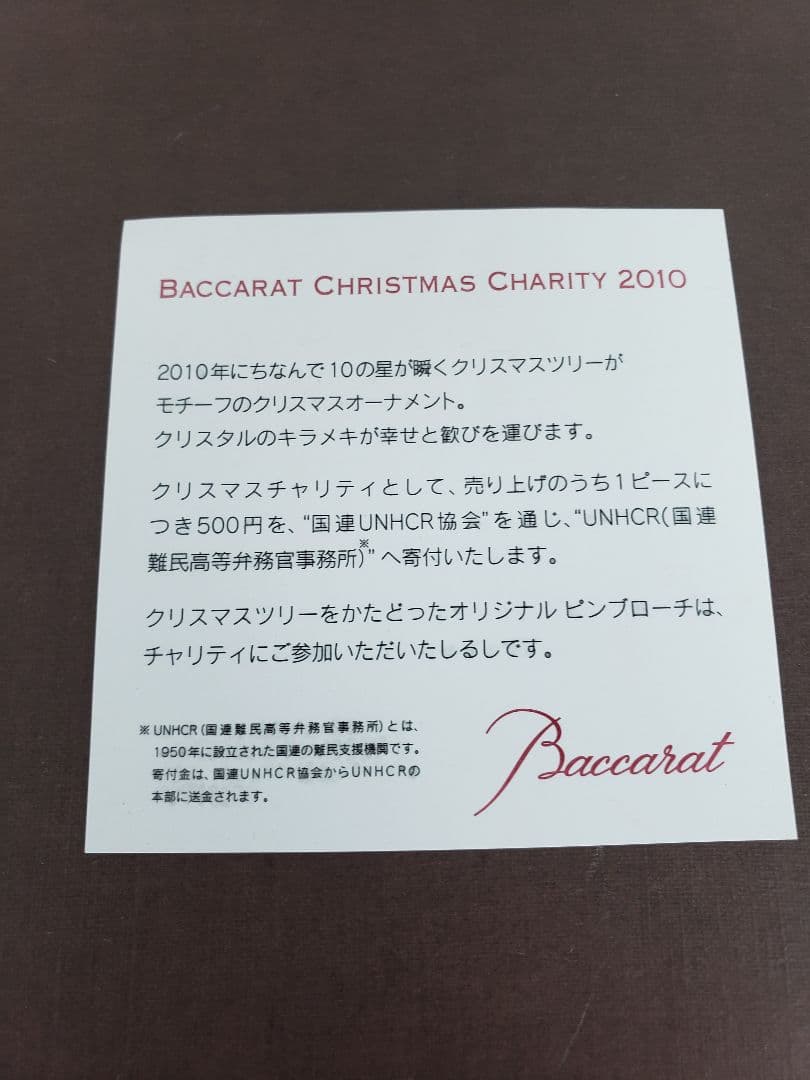 BACCARAT CHRISTMAS CHARITY 2010
2010年にちなんで10の星が瞬くクリスマスツリーが
モチーフのクリスマスオーナメント。
クリスタルのキラメキが幸せと歓びを運びます。
クリスマスチャリティとして、売り上げのうち1ピースに
つき500円を、“国連UNHCR協会”を通じ、“UNHCR(国連
難民高等弁務官事務所)※”へ寄付いたします。
クリスマスツリーをかたどったオリジナル ピンブローチは、
チャリティにご参加いただいたしるしです。
※UNHCR(国連難民高等弁務官事務所)とは、
1950年に設立された国連の難民支援機関です。
寄付金は、国連UNHCR協会からUNHCRの
本部に送金されます。
Baccarat